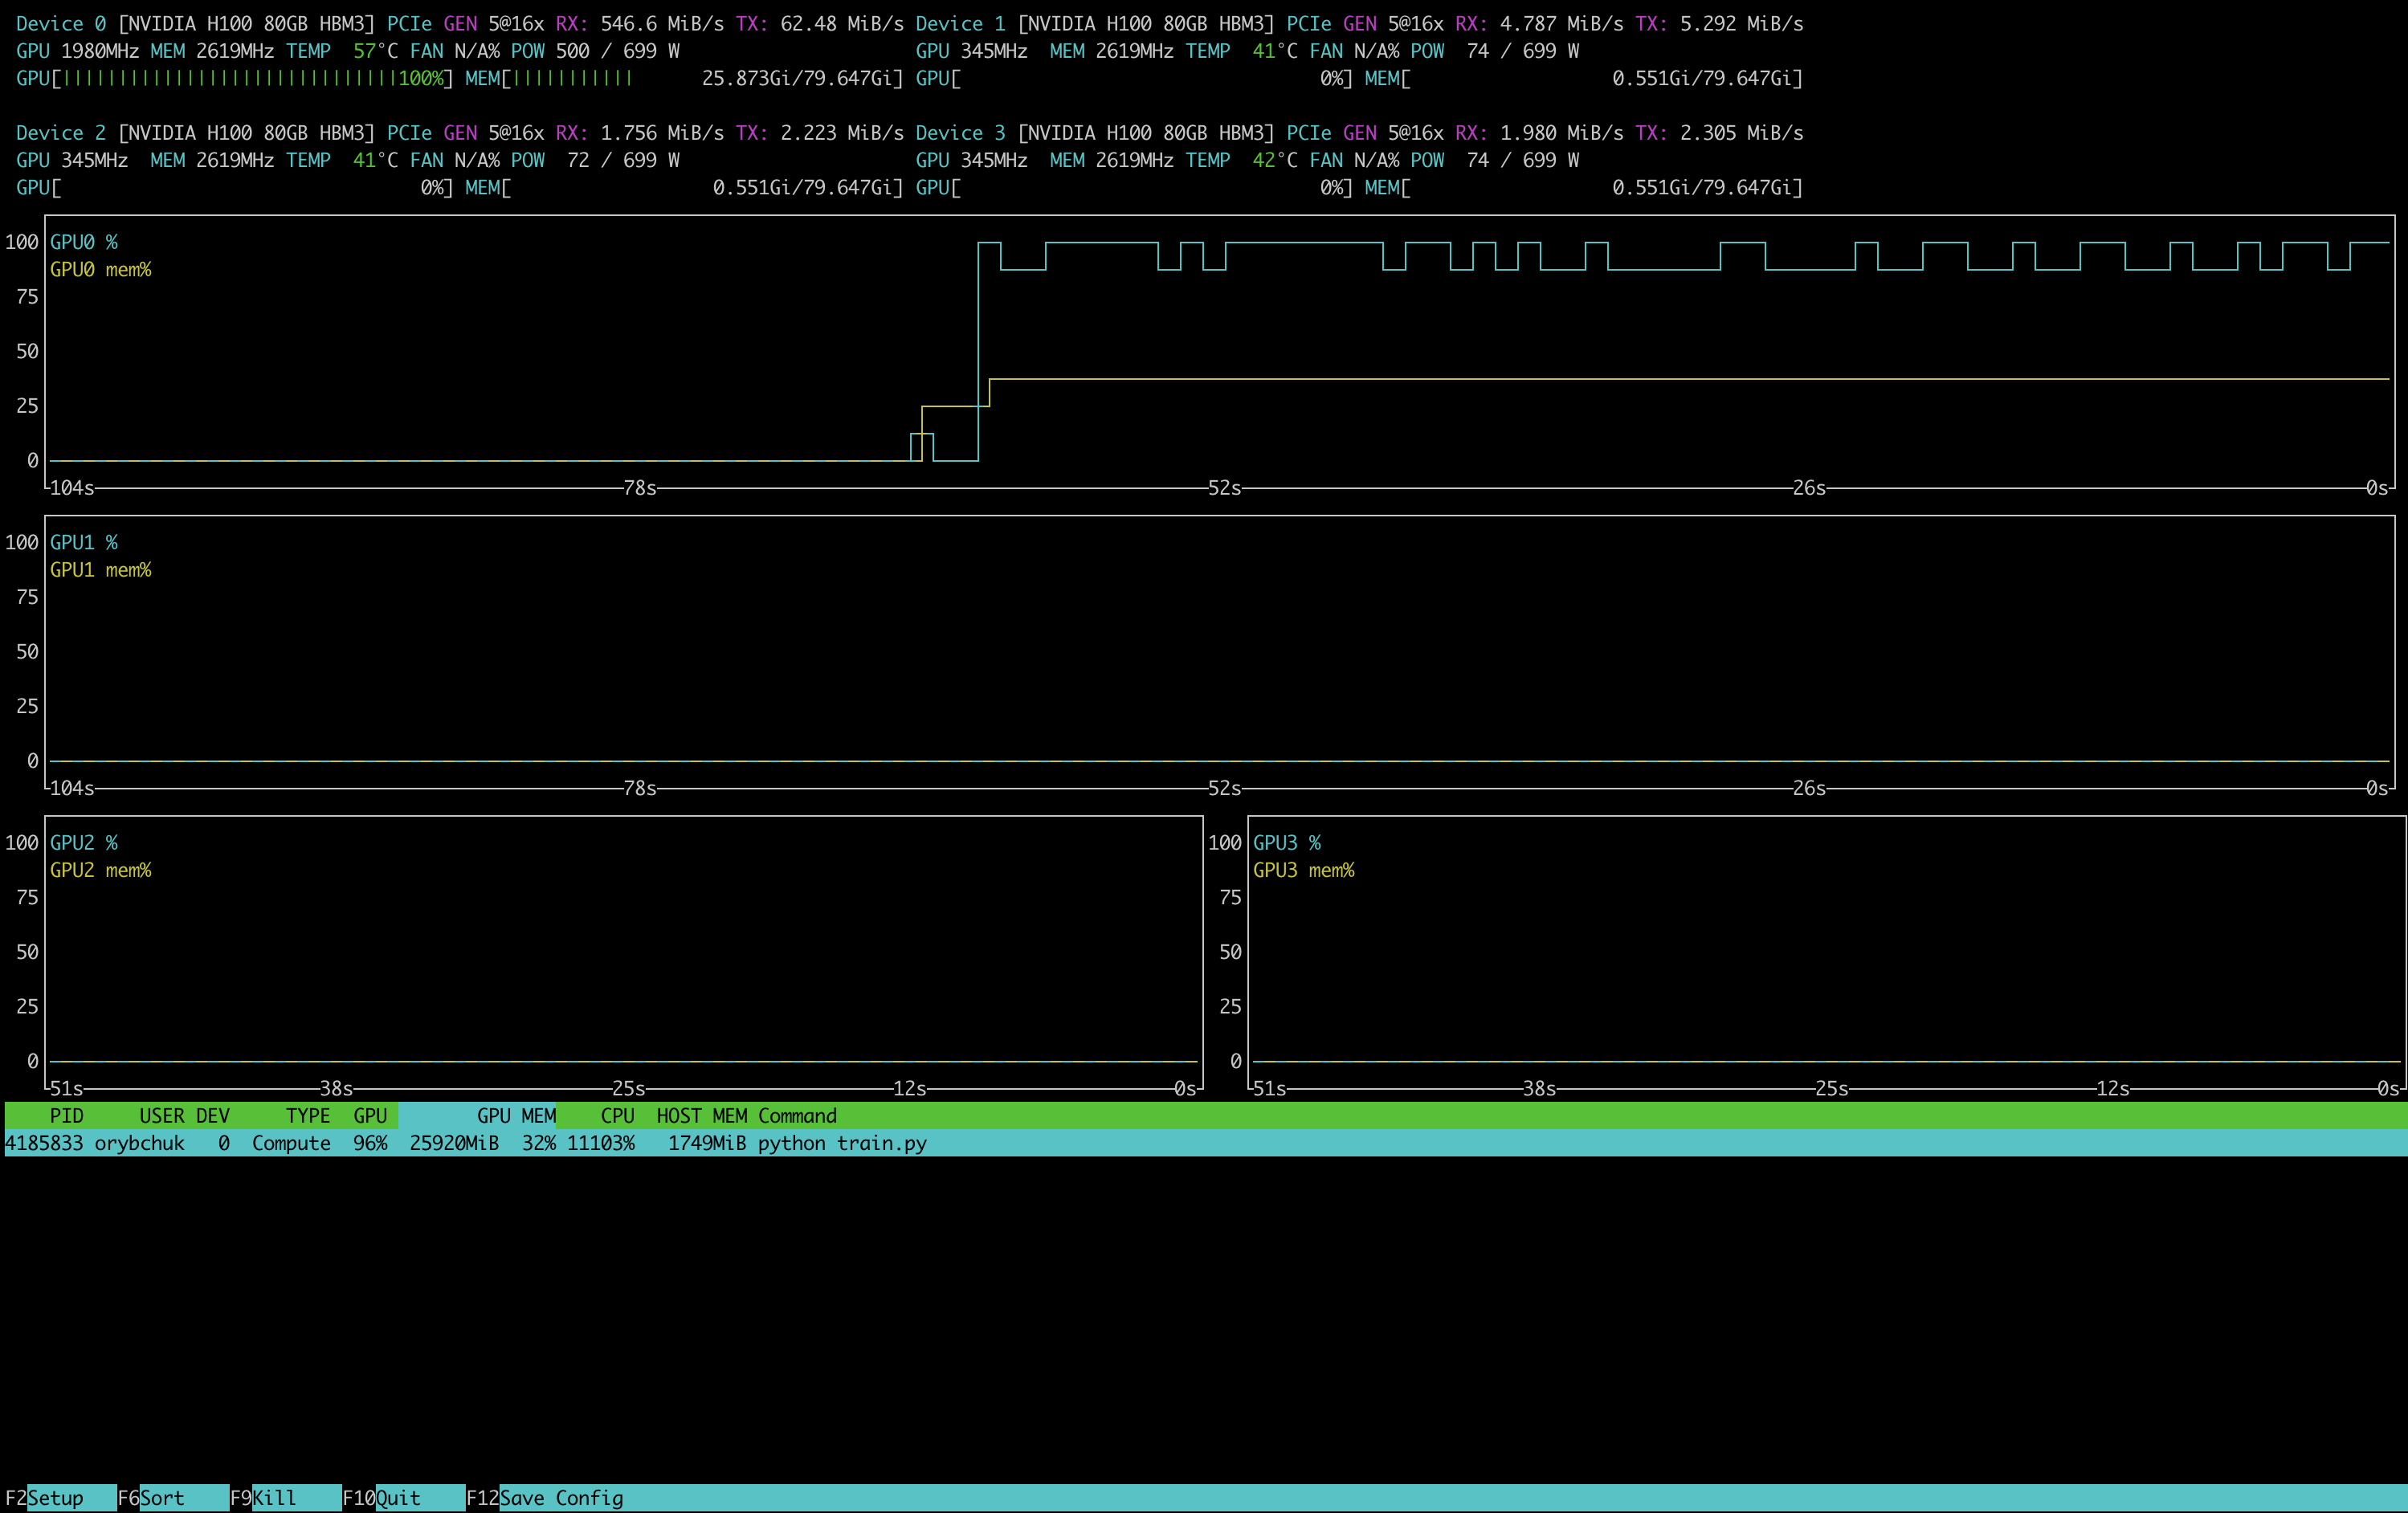 Device 0 [NVIDIA H100 80GB HBM3] PCIe GEN 5@16x RX: 546.6 MiB/s TX: 62.48 MiB/s Device 1 [NVIDIA H100 80GB HBM3] PCIe GEN 5@16x RX: 4.787 MiB/s TX: 5.292 MiB/s
GPU 1980MHz MEM 2619MHz TEMP 57°C FAN N/A% POW 500 / 699 W GPU 345MHz MEM 2619MHz TEMP 41°C FAN N/A% POW 74 / 699 W
GPU[||||||||||||||||||||||||||||||100%] MEM[||||||||||| 25.873Gi/79.647Gi] GPU[ 0%] MEM[ 0.551Gi/79.647Gi]
Device 2 [NVIDIA H100 80GB HBM3] PCIe GEN 5@16x RX: 1.756 MiB/s TX: 2.223 MiB/s Device 3 [NVIDIA H100 80GB HBM3] PCIe GEN 5@16x RX: 1.980 MiB/s TX: 2.305 MiB/s
GPU 345MHz MEM 2619MHz TEMP 41°C FAN N/A% POW 72 / 699 W GPU 345MHz MEM 2619MHz TEMP 42°C FAN N/A% POW 74 / 699 W
GPU[ 0%] MEM[ 0.551Gi/79.647Gi] GPU[ 0%] MEM[ 0.551Gi/79.647Gi]
100 GPU0 %
GPU0 mem%
75
50
25
0
104s 78s 52s 26s 0s
100 GPU1 %
GPU1 mem%
75
50
25
0
104s 78s 52s 26s 0s
100 GPU2 % 100 GPU3 %
GPU2 mem% GPU3 mem%
75 75
50 50
25 25
0 0
51s 38s 25s 12s 0s 51s 38s 25s 12s 0s
PID USER DEV TYPE GPU GPU MEM CPU HOST MEM Command
4185833 orybchuk 0 Compute 96% 25920MiB 32% 11103% 1749MiB python train.py
F2Setup F6Sort F9Kill F10Quit F12Save Config